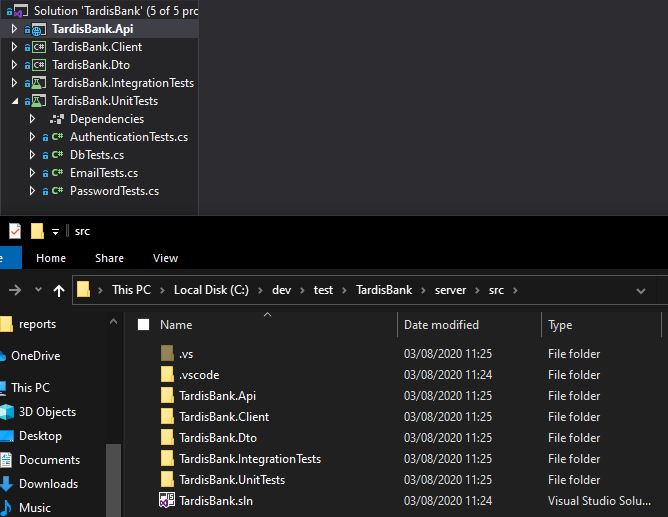 Solution 'TardisBank' (5 of 5 prc
TardisBank.Api
C# TardisBank.Client
C# TardisBank.Dto
TardisBank.IntegrationTests
TardisBank.UnitTests
Dependencies
C# AuthenticationTests.cs
C# DbTests.cs
C# EmailTests.cs
C# PasswordTests.cs
src
e Home Share View
This PC > Local Disk (C:) > dev > test > TardisBank > server > src >
reports
OneDrive
This PC
3D Objects
Desktop
Documents
Downloads
Music
Name Date modified Type
.vs 03/08/2020 11:25 File folder
.vscode 03/08/2020 11:24 File folder
TardisBank.Api 03/08/2020 11:25 File folder
TardisBank.Client 03/08/2020 11:25 File folder
TardisBank.Dto 03/08/2020 11:25 File folder
TardisBank.IntegrationTests 03/08/2020 11:25 File folder
TardisBank.UnitTests 03/08/2020 11:25 File folder
TardisBank.sln 03/08/2020 11:24 Visual Studio Solu...